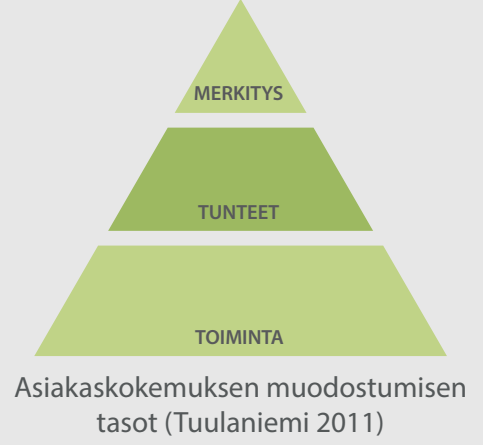 MERKITYS
TUNTEET
TOIMINTA
Asiakaskokemuksen muodostumisen
tasot (Tuulaniemi 2011)